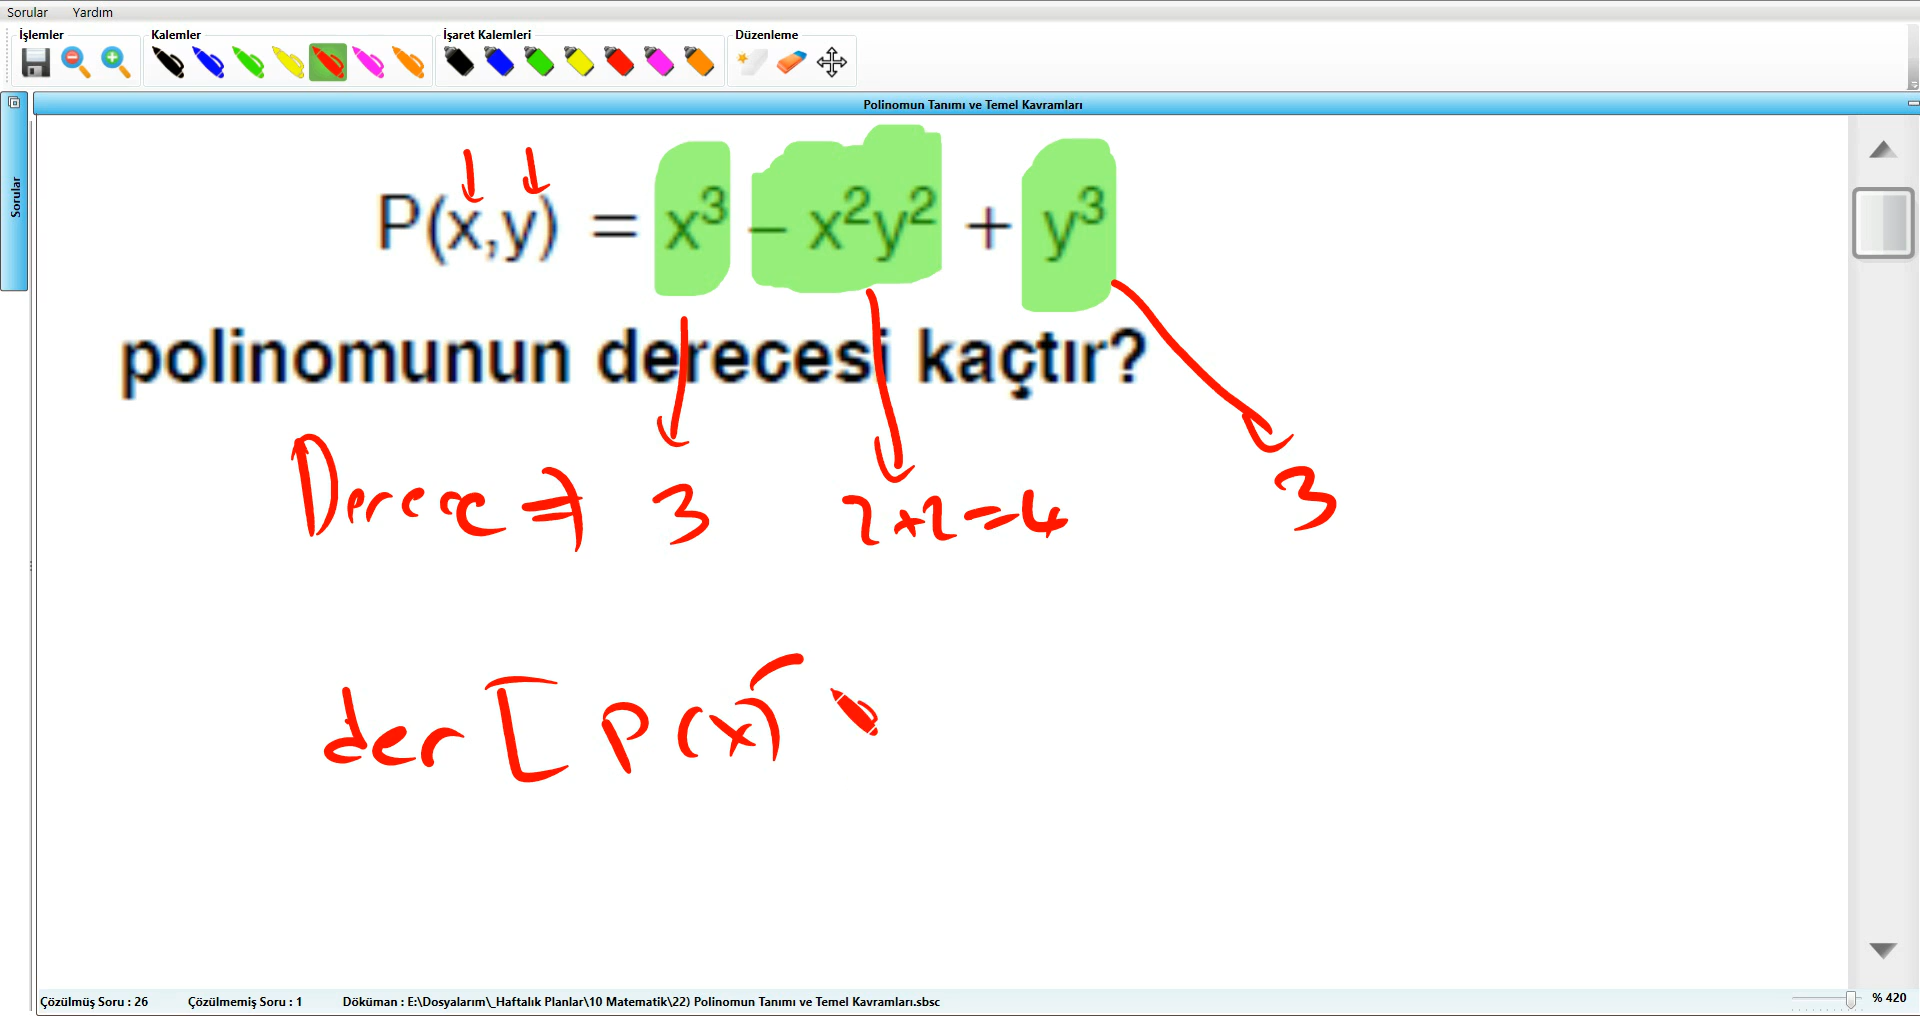 Sorular Yardım
İşlemler Kalemler İşaret Kalemleri Düzenleme
Sorular
Polinomun Tanımı ve Temel Kavramları
P(x,y) = x³ – x²y² + y³
polinomunun derecesi kaçtır?
Derece ⇒ 3 2+2=4 3
der [ P(x)
Çözülmüş Soru : 26 Çözülmemiş Soru : 1 Döküman : E:\Dosyalarım\_Haftalık Planlar\10 Matematik\22) Polinomun Tanımı ve Temel Kavramları.sbsc % 420